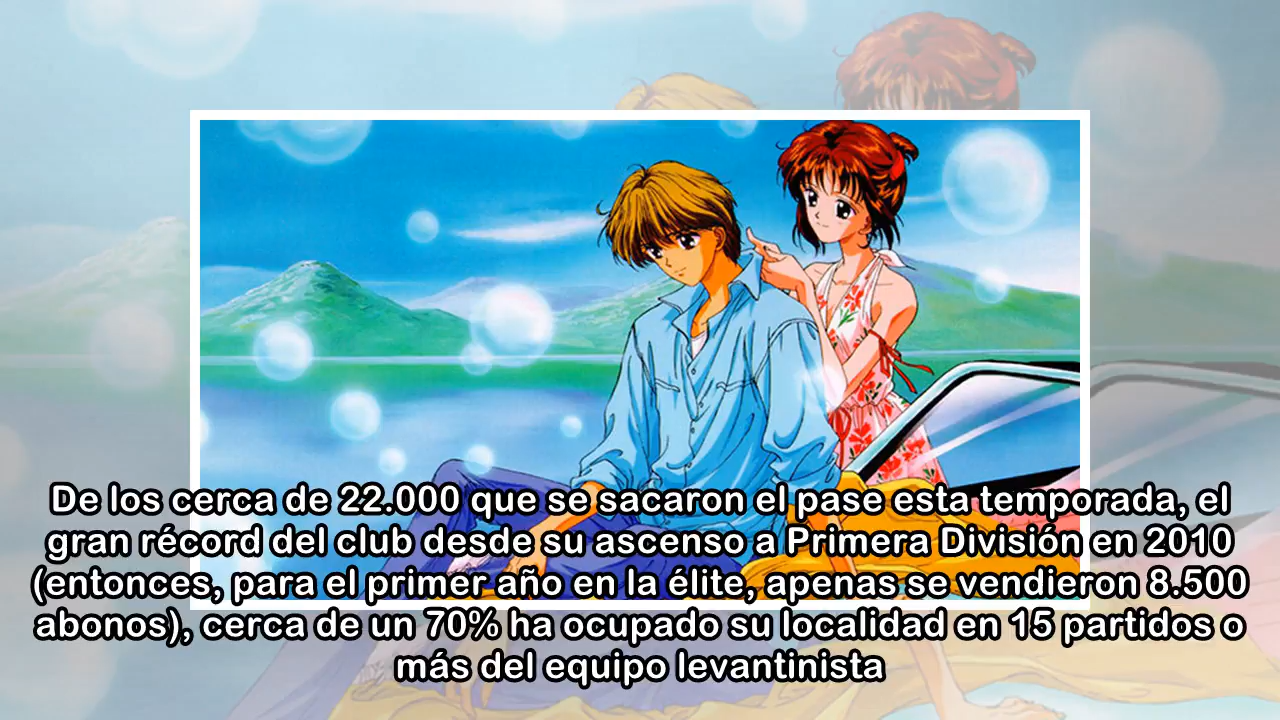 De los cerca de 22.000 que se sacaron el pase esta temporada, el
gran récord del club desde su ascenso a Primera División en 2010
(entonces, para el primer año en la élite, apenas se vendieron 8.500
abonos), cerca de un 70% ha ocupado su localidad en 15 partidos o
más del equipo levantinista